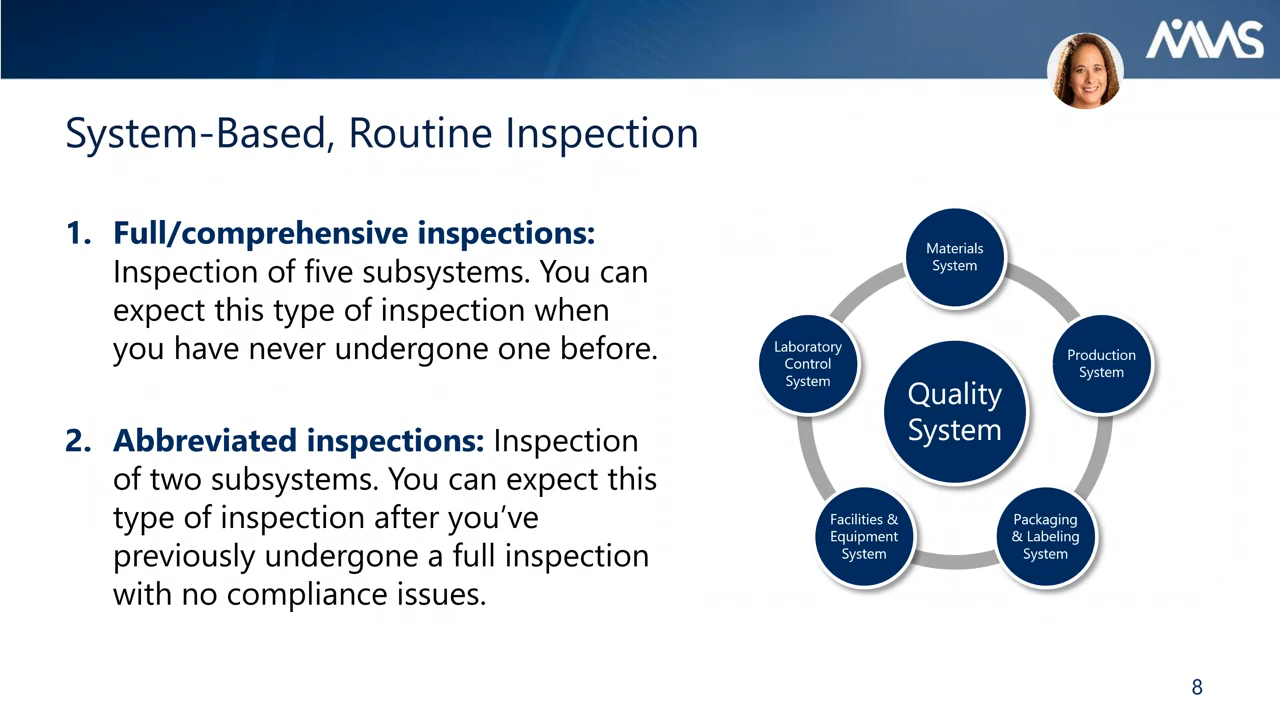 System-Based, Routine Inspection
1. Full/comprehensive inspections:
Inspection of five subsystems. You can
expect this type of inspection when
you have never undergone one before.
2. Abbreviated inspections: Inspection
of two subsystems. You can expect this
type of inspection after you’ve
previously undergone a full inspection
with no compliance issues.
Materials
System
Production
System
Packaging
& Labeling
System
Facilities &
Equipment
System
Laboratory
Control
System
Quality
System
8